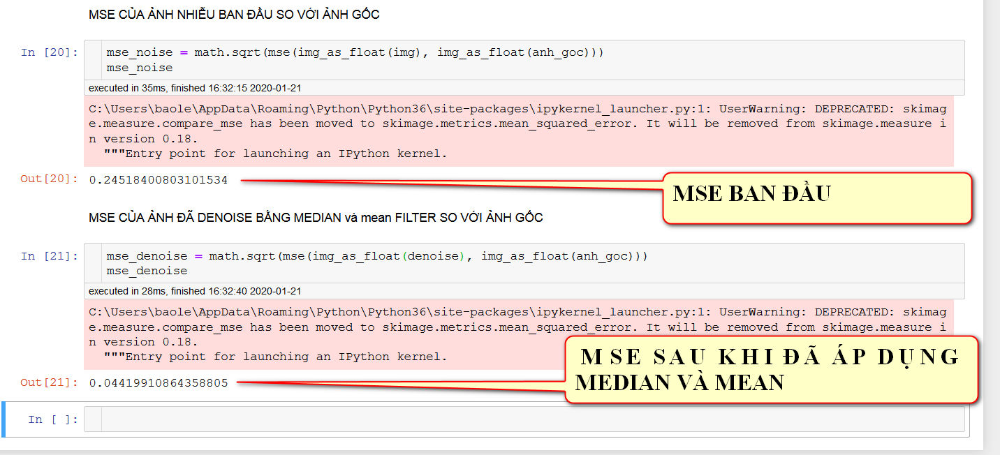 MSE CỦA ẢNH NHIỄU BAN ĐẦU SO VỚI ẢNH GỐC
In [20]: mse_noise = math.sqrt(mse(img_as_float(img), img_as_float(anh_goc)))
mse_noise
executed in 35ms, finished 16:32:15 2020-01-21
C:\Users\baole\AppData\Roaming\Python\Python36\site-packages\ipykernel_launcher.py:1: UserWarning: DEPRECATED: skimag
e.measure.compare_mse has been moved to skimage.metrics.mean_squared_error. It will be removed from skimage.measure i
n version 0.18.
"""Entry point for launching an IPython kernel.
Out[20]: 0.24518400803101534
MSE BAN ĐẦU
MSE CỦA ẢNH ĐÃ DENOISE BẰNG MEDIAN và mean FILTER SO VỚI ẢNH GỐC
In [21]: mse_denoise = math.sqrt(mse(img_as_float(denoise), img_as_float(anh_goc)))
mse_denoise
executed in 28ms, finished 16:32:40 2020-01-21
C:\Users\baole\AppData\Roaming\Python\Python36\site-packages\ipykernel_launcher.py:1: UserWarning: DEPRECATED: skimag
e.measure.compare_mse has been moved to skimage.metrics.mean_squared_error. It will be removed from skimage.measure i
n version 0.18.
"""Entry point for launching an IPython kernel.
MSE SAU KHI ĐÃ ÁP DỤNG
MEDIAN VÀ MEAN
Out[21]: 0.04419910864358805
In [ ]: